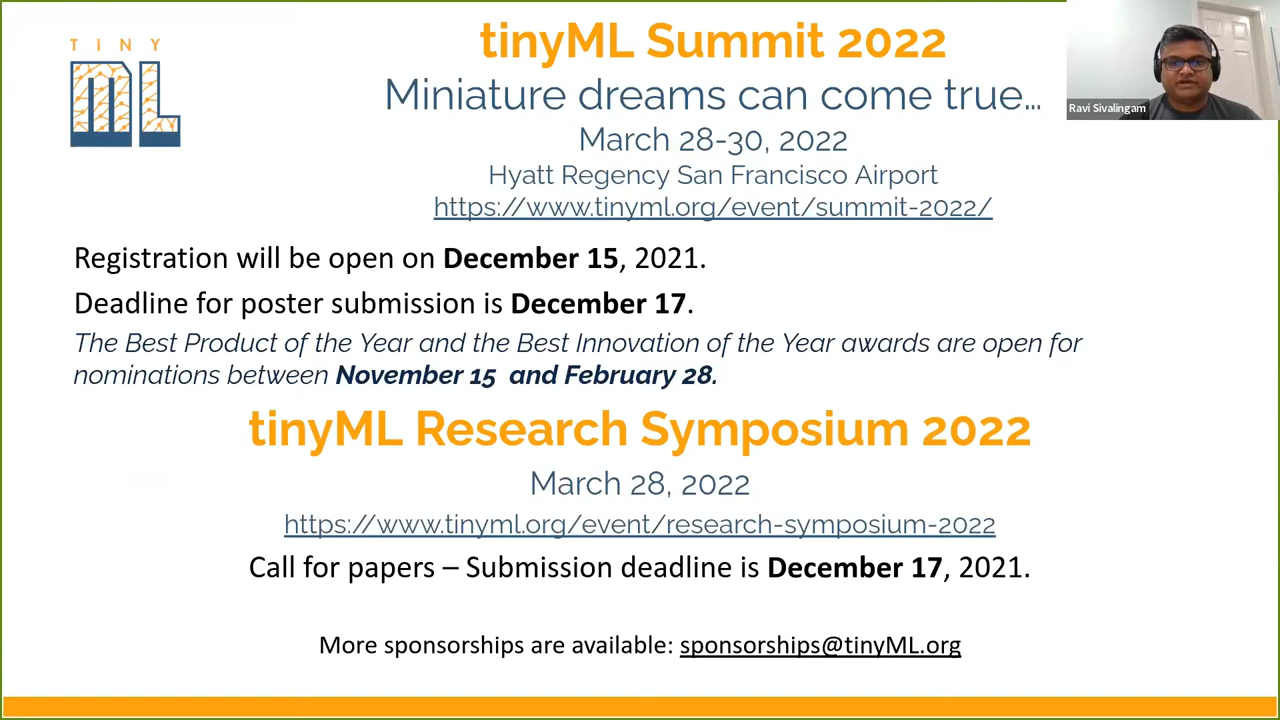 TINY
ML
tinyML Summit 2022
Miniature dreams can come true...
March 28-30, 2022
Hyatt Regency San Francisco Airport
https://www.tinyml.org/event/summit-2022/
Ravi Sivalingam
Registration will be open on December 15, 2021.
Deadline for poster submission is December 17.
The Best Product of the Year and the Best Innovation of the Year awards are open for
nominations between November 15 and February 28.
tinyML Research Symposium 2022
March 28, 2022
https://www.tinyml.org/event/research-symposium-2022
Call for papers – Submission deadline is December 17, 2021.
More sponsorships are available: sponsorships@tinyML.org